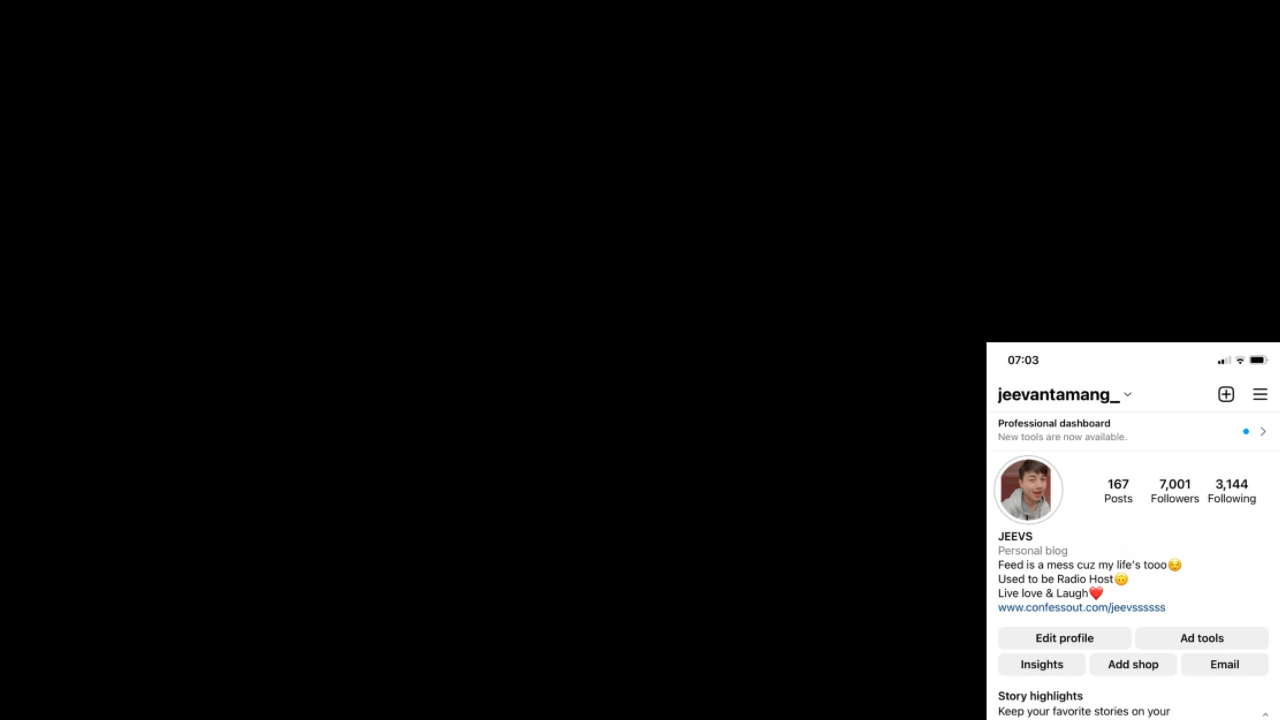 07:03
jeevantamang_
Professional dashboard
New tools are now available.
167 7,001 3,144
Posts Followers Following
JEEVS
Personal blog
Feed is a mess cuz my life's tooo😌
Used to be Radio Host🙃
Live love & Laugh❤️
www.confessout.com/jeevssssss
Edit profile Ad tools
Insights Add shop Email
Story highlights
Keep your favorite stories on your